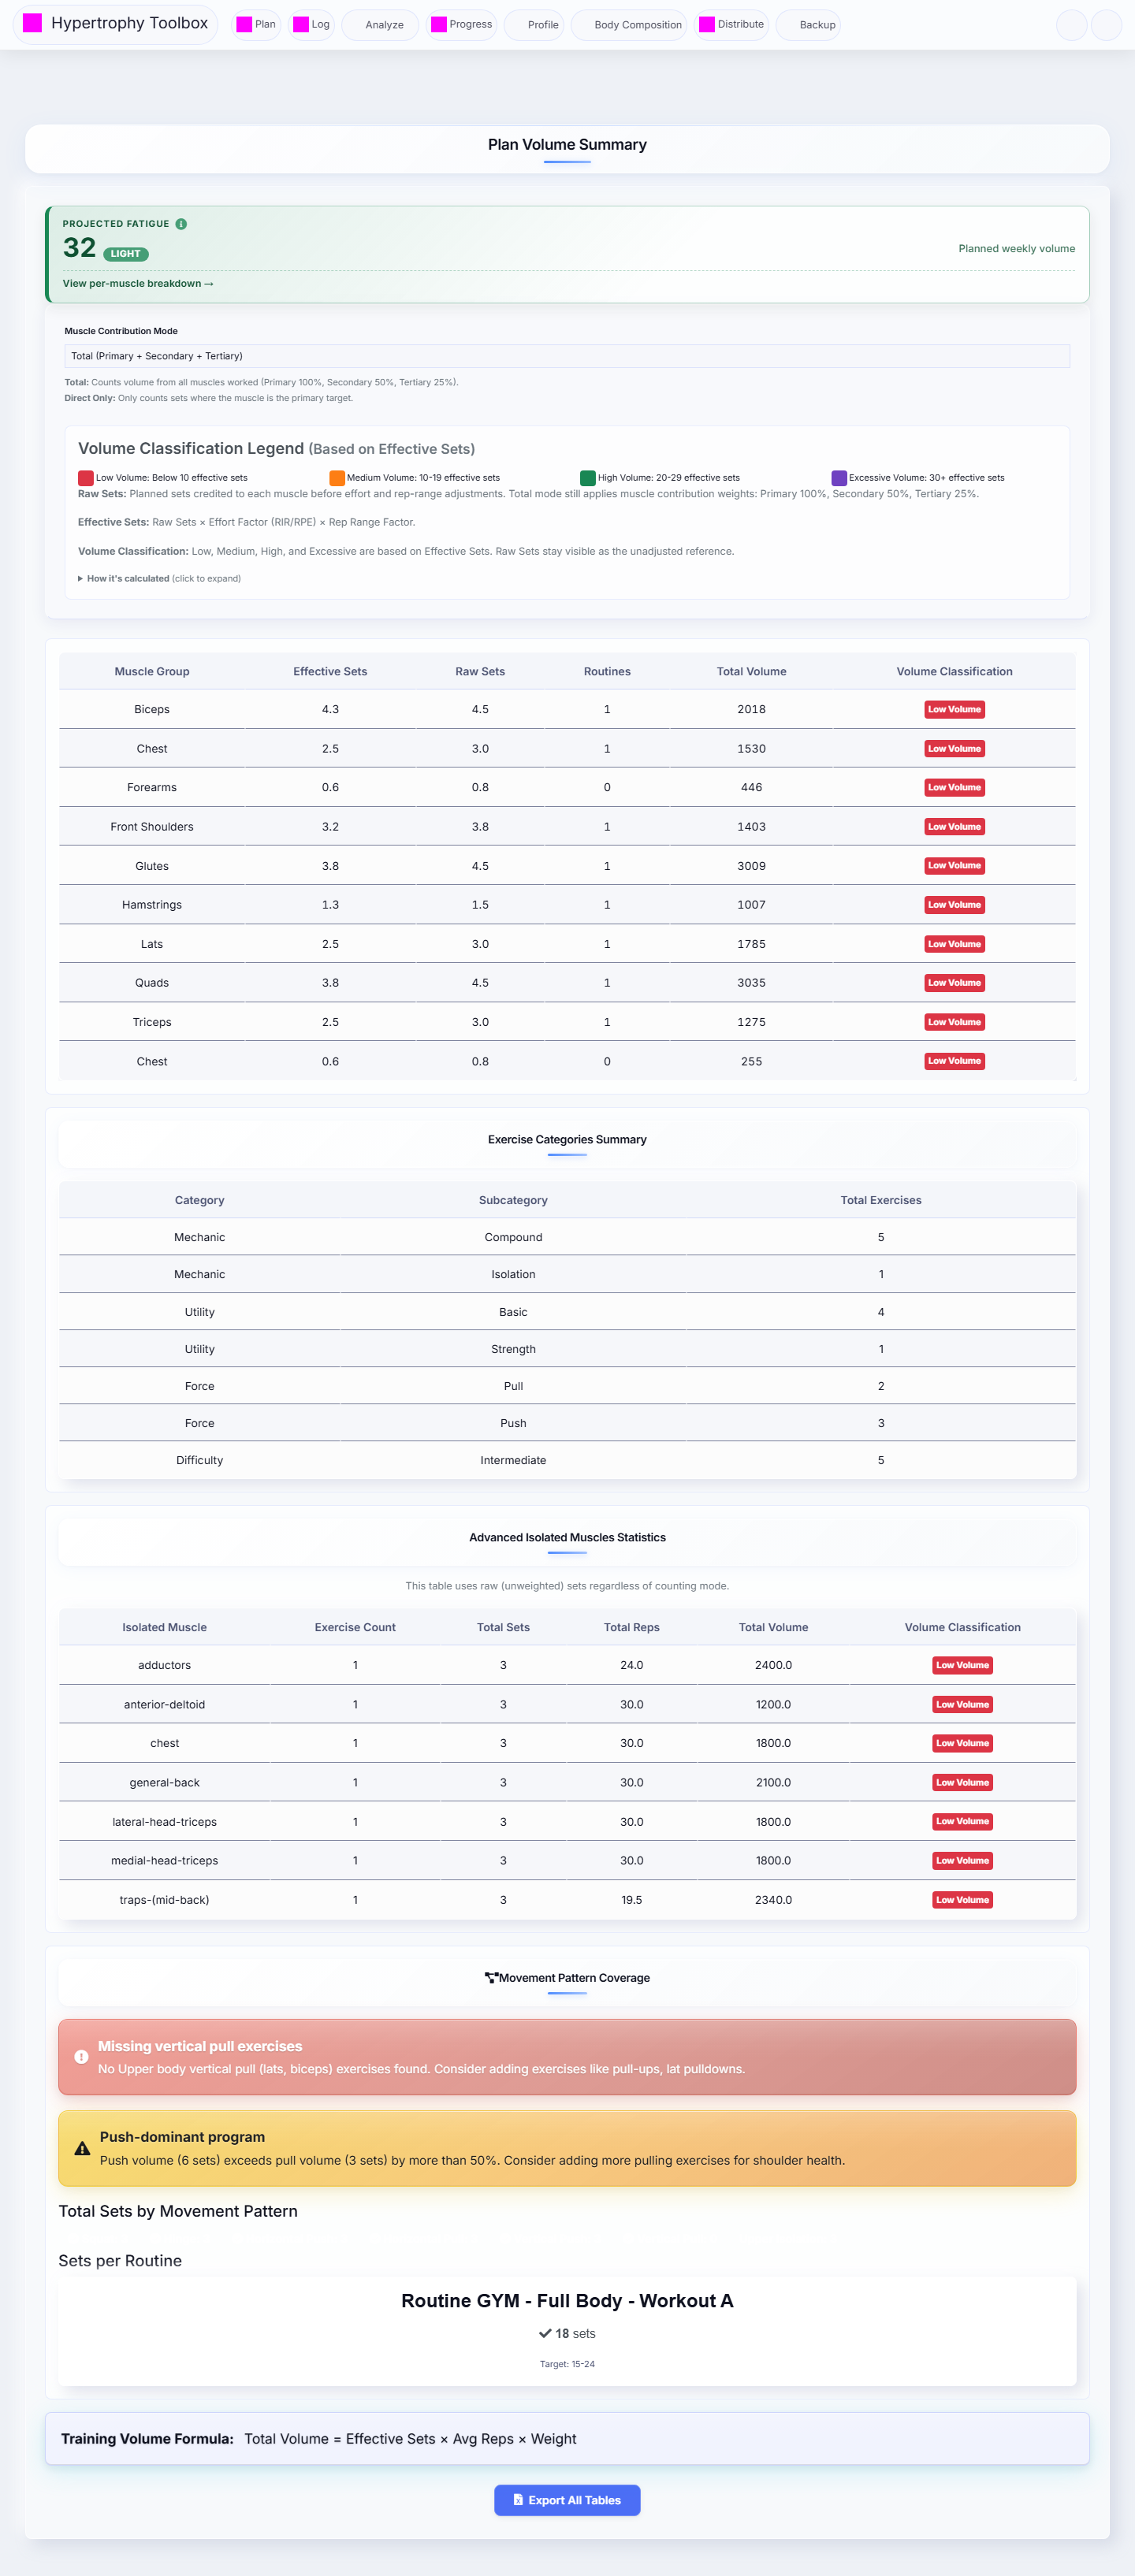 Hypertrophy Toolbox Plan Log Analyze Progress Profile Body Composition Distribute Backup
Plan Volume Summary
PROJECTED FATIGUE i
32 LIGHT
Planned weekly volume
View per-muscle breakdown →
Muscle Contribution Mode
Total (Primary + Secondary + Tertiary)
Total: Counts volume from all muscles worked (Primary 100%, Secondary 50%, Tertiary 25%).
Direct Only: Only counts sets where the muscle is the primary target.
Volume Classification Legend (Based on Effective Sets)
Low Volume: Below 10 effective sets Medium Volume: 10-19 effective sets High Volume: 20-29 effective sets Excessive Volume: 30+ effective sets
Raw Sets: Planned sets credited to each muscle before effort and rep-range adjustments. Total mode still applies muscle contribution weights: Primary 100%, Secondary 50%, Tertiary 25%.
Effective Sets: Raw Sets × Effort Factor (RIR/RPE) × Rep Range Factor.
Volume Classification: Low, Medium, High, and Excessive are based on Effective Sets. Raw Sets stay visible as the unadjusted reference.
▶ How it's calculated (click to expand)
Muscle Group Effective Sets Raw Sets Routines Total Volume Volume Classification
Biceps 4.3 4.5 1 2018 Low Volume
Chest 2.5 3.0 1 1530 Low Volume
Forearms 0.6 0.8 0 446 Low Volume
Front Shoulders 3.2 3.8 1 1403 Low Volume
Glutes 3.8 4.5 1 3009 Low Volume
Hamstrings 1.3 1.5 1 1007 Low Volume
Lats 2.5 3.0 1 1785 Low Volume
Quads 3.8 4.5 1 3035 Low Volume
Triceps 2.5 3.0 1 1275 Low Volume
Chest 0.6 0.8 0 255 Low Volume
Exercise Categories Summary
Category Subcategory Total Exercises
Mechanic Compound 5
Mechanic Isolation 1
Utility Basic 4
Utility Strength 1
Force Pull 2
Force Push 3
Difficulty Intermediate 5
Advanced Isolated Muscles Statistics
This table uses raw (unweighted) sets regardless of counting mode.
Isolated Muscle Exercise Count Total Sets Total Reps Total Volume Volume Classification
adductors 1 3 24.0 2400.0 Low Volume
anterior-deltoid 1 3 30.0 1200.0 Low Volume
chest 1 3 30.0 1800.0 Low Volume
general-back 1 3 30.0 2100.0 Low Volume
lateral-head-triceps 1 3 30.0 1800.0 Low Volume
medial-head-triceps 1 3 30.0 1800.0 Low Volume
traps-(mid-back) 1 3 19.5 2340.0 Low Volume
Movement Pattern Coverage
Missing vertical pull exercises
No Upper body vertical pull (lats, biceps) exercises found. Consider adding exercises like pull-ups, lat pulldowns.
Push-dominant program
Push volume (6 sets) exceeds pull volume (3 sets) by more than 50%. Consider adding more pulling exercises for shoulder health.
Total Sets by Movement Pattern
Sets per Routine
Routine GYM - Full Body - Workout A
18 sets
Target: 15-24
Training Volume Formula: Total Volume = Effective Sets × Avg Reps × Weight
Export All Tables